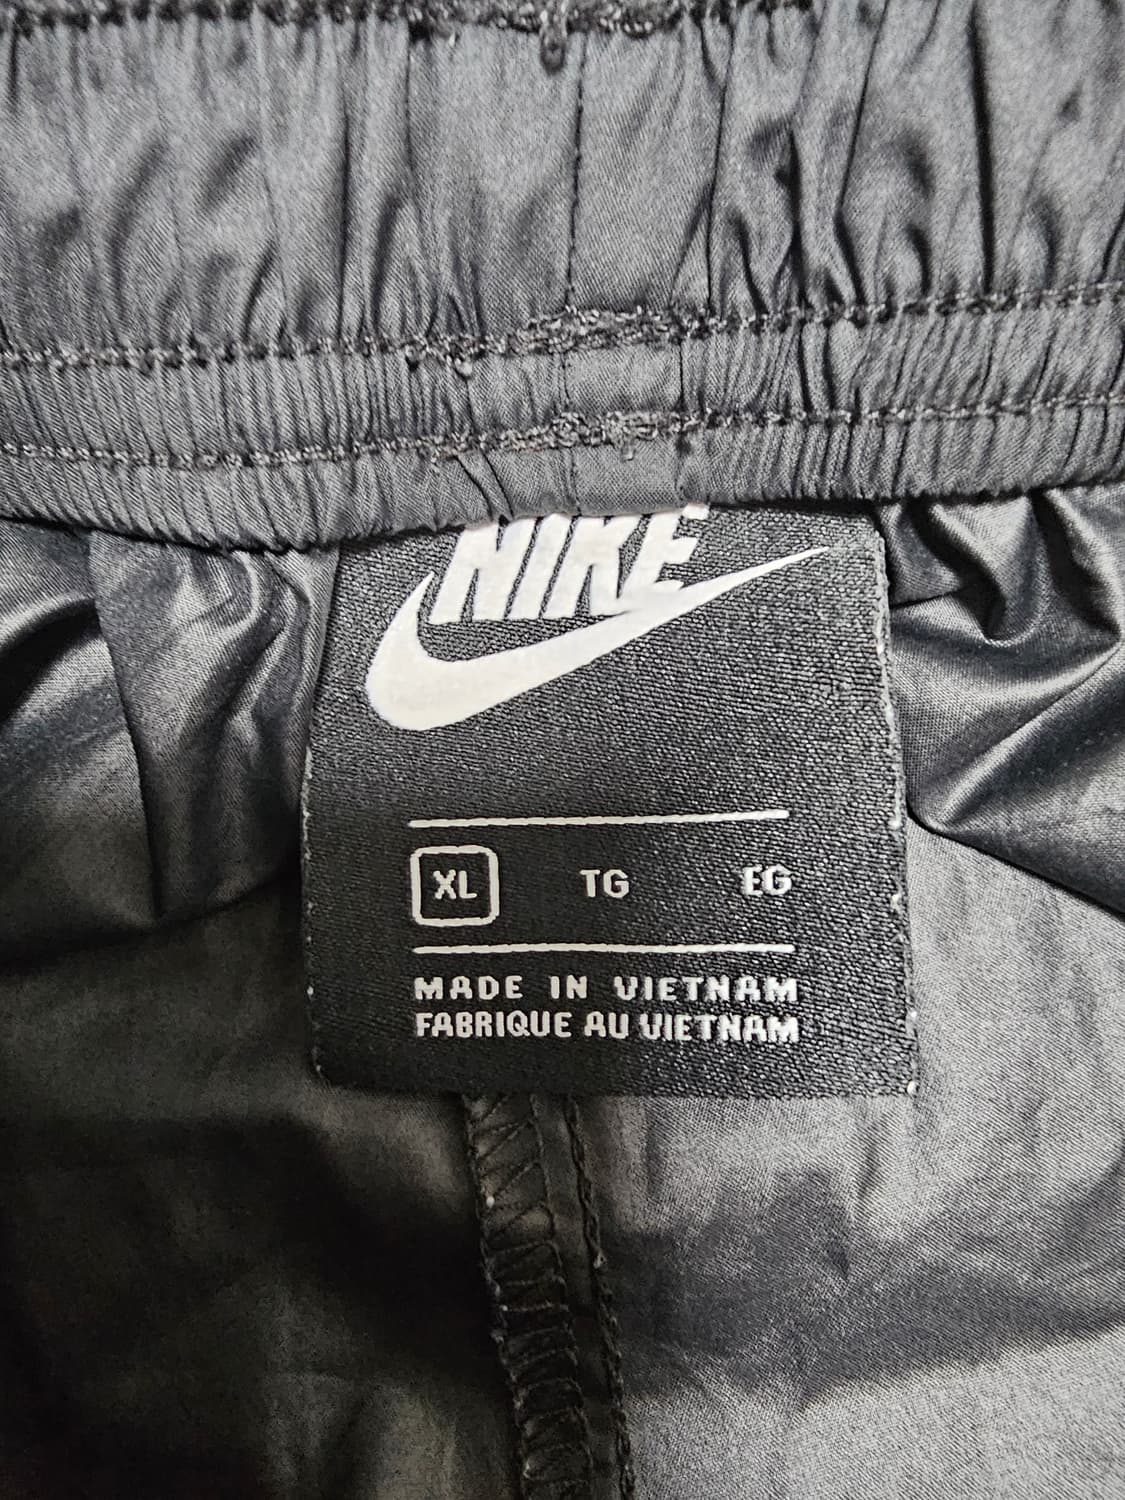 NIKE
XL TG EG
MADE IN VIETNAM
FABRIQUE AU VIETNAM